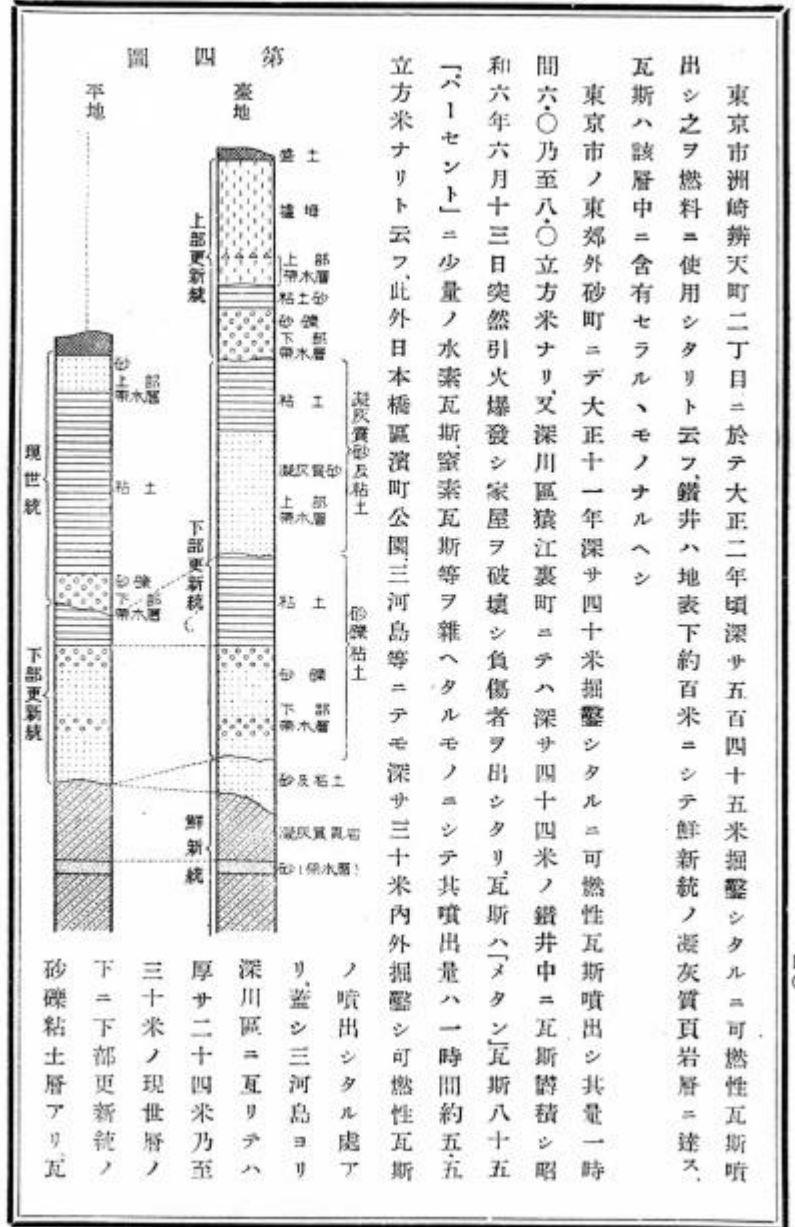 東京市洲崎辨天町二丁目ニ於テ大正二年頃深サ五百四十五米掘鑿シタルニ可燃性瓦斯噴
出シ之ヲ燃料ニ使用シタリト云フ、鑽井ハ地表下約百米ニシテ鮮新統ノ凝灰質頁岩層ニ達ス、
瓦斯ハ該層中ニ含有セラルヽモノナルヘシ
東京市ノ東郊外砂町ニテ大正十一年深サ四十米掘鑿シタルニ可燃性瓦斯噴出シ其量一時
間六・〇乃至八・〇立方米ナリ、又深川區猿江裏町ニテハ深サ四十四米ノ鑽井中ニ瓦斯欝積シ昭
和六年六月十三日突然引火爆發シ家屋ヲ破壞シ負傷者ヲ出シタリ、瓦斯ハ「メタン」瓦斯八十五
「パーセント」ニ少量ノ水素瓦斯、窒素瓦斯等ヲ雜ヘタルモノニシテ其噴出量ハ一時間約五・五
立方米ナリト云フ、此外日本橋區濱町公園、三河島等ニテモ深サ三十米內外掘鑿シ可燃性瓦斯
ノ噴出シタル處ア
リ、蓋シ三河島ヨリ
深川區ニ亙リテハ
厚サ二十四米乃至
三十米ノ現世層ノ
下ニ下部更新統ノ
砂礫粘土層アリ、瓦
第四圖
臺地
盛土
壚坶
上部帶水層
粘土砂
砂礫
下部帶水層
粘土
凝灰質砂
上部帶水層
粘土
砂礫
下部帶水層
砂及粘土
凝灰質頁岩
砂(帶水層)
凝灰質砂及粘土
砂礫粘土
上部更新統
下部更新統
鮮新統
平地
砂
上部帶水層
粘土
砂礫
下部帶水層
現世統
下部更新統